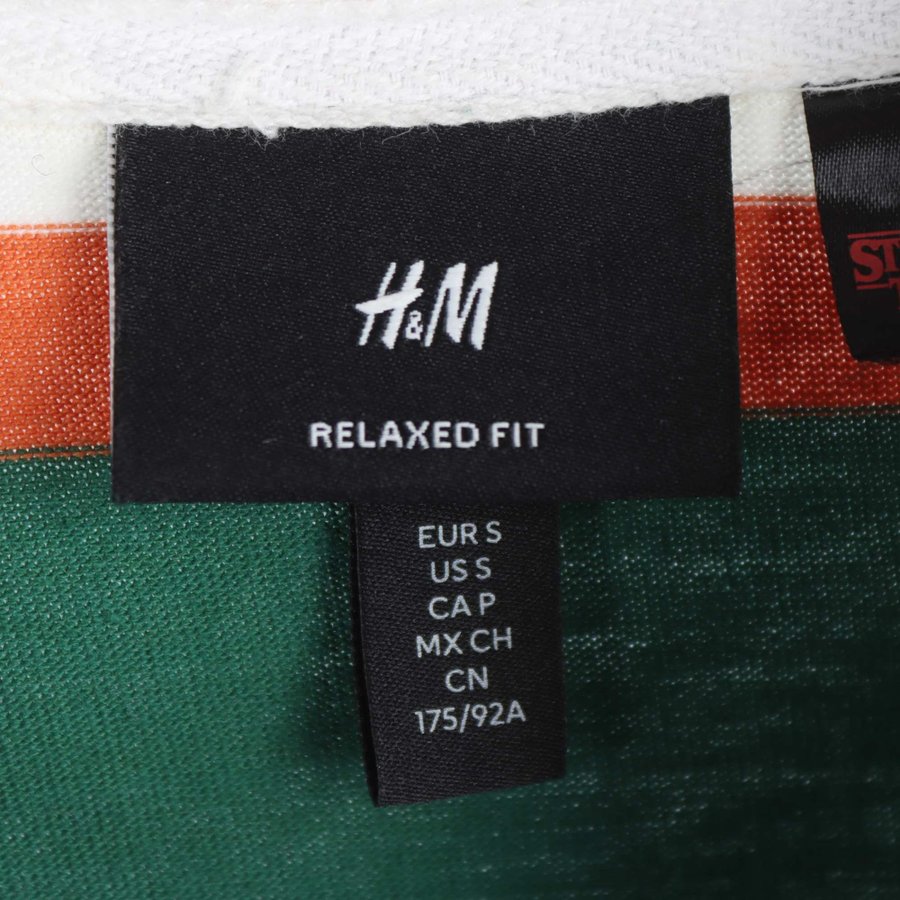 H&M
RELAXED FIT
EUR S
US S
CA P
MX CH
CN
175/92A